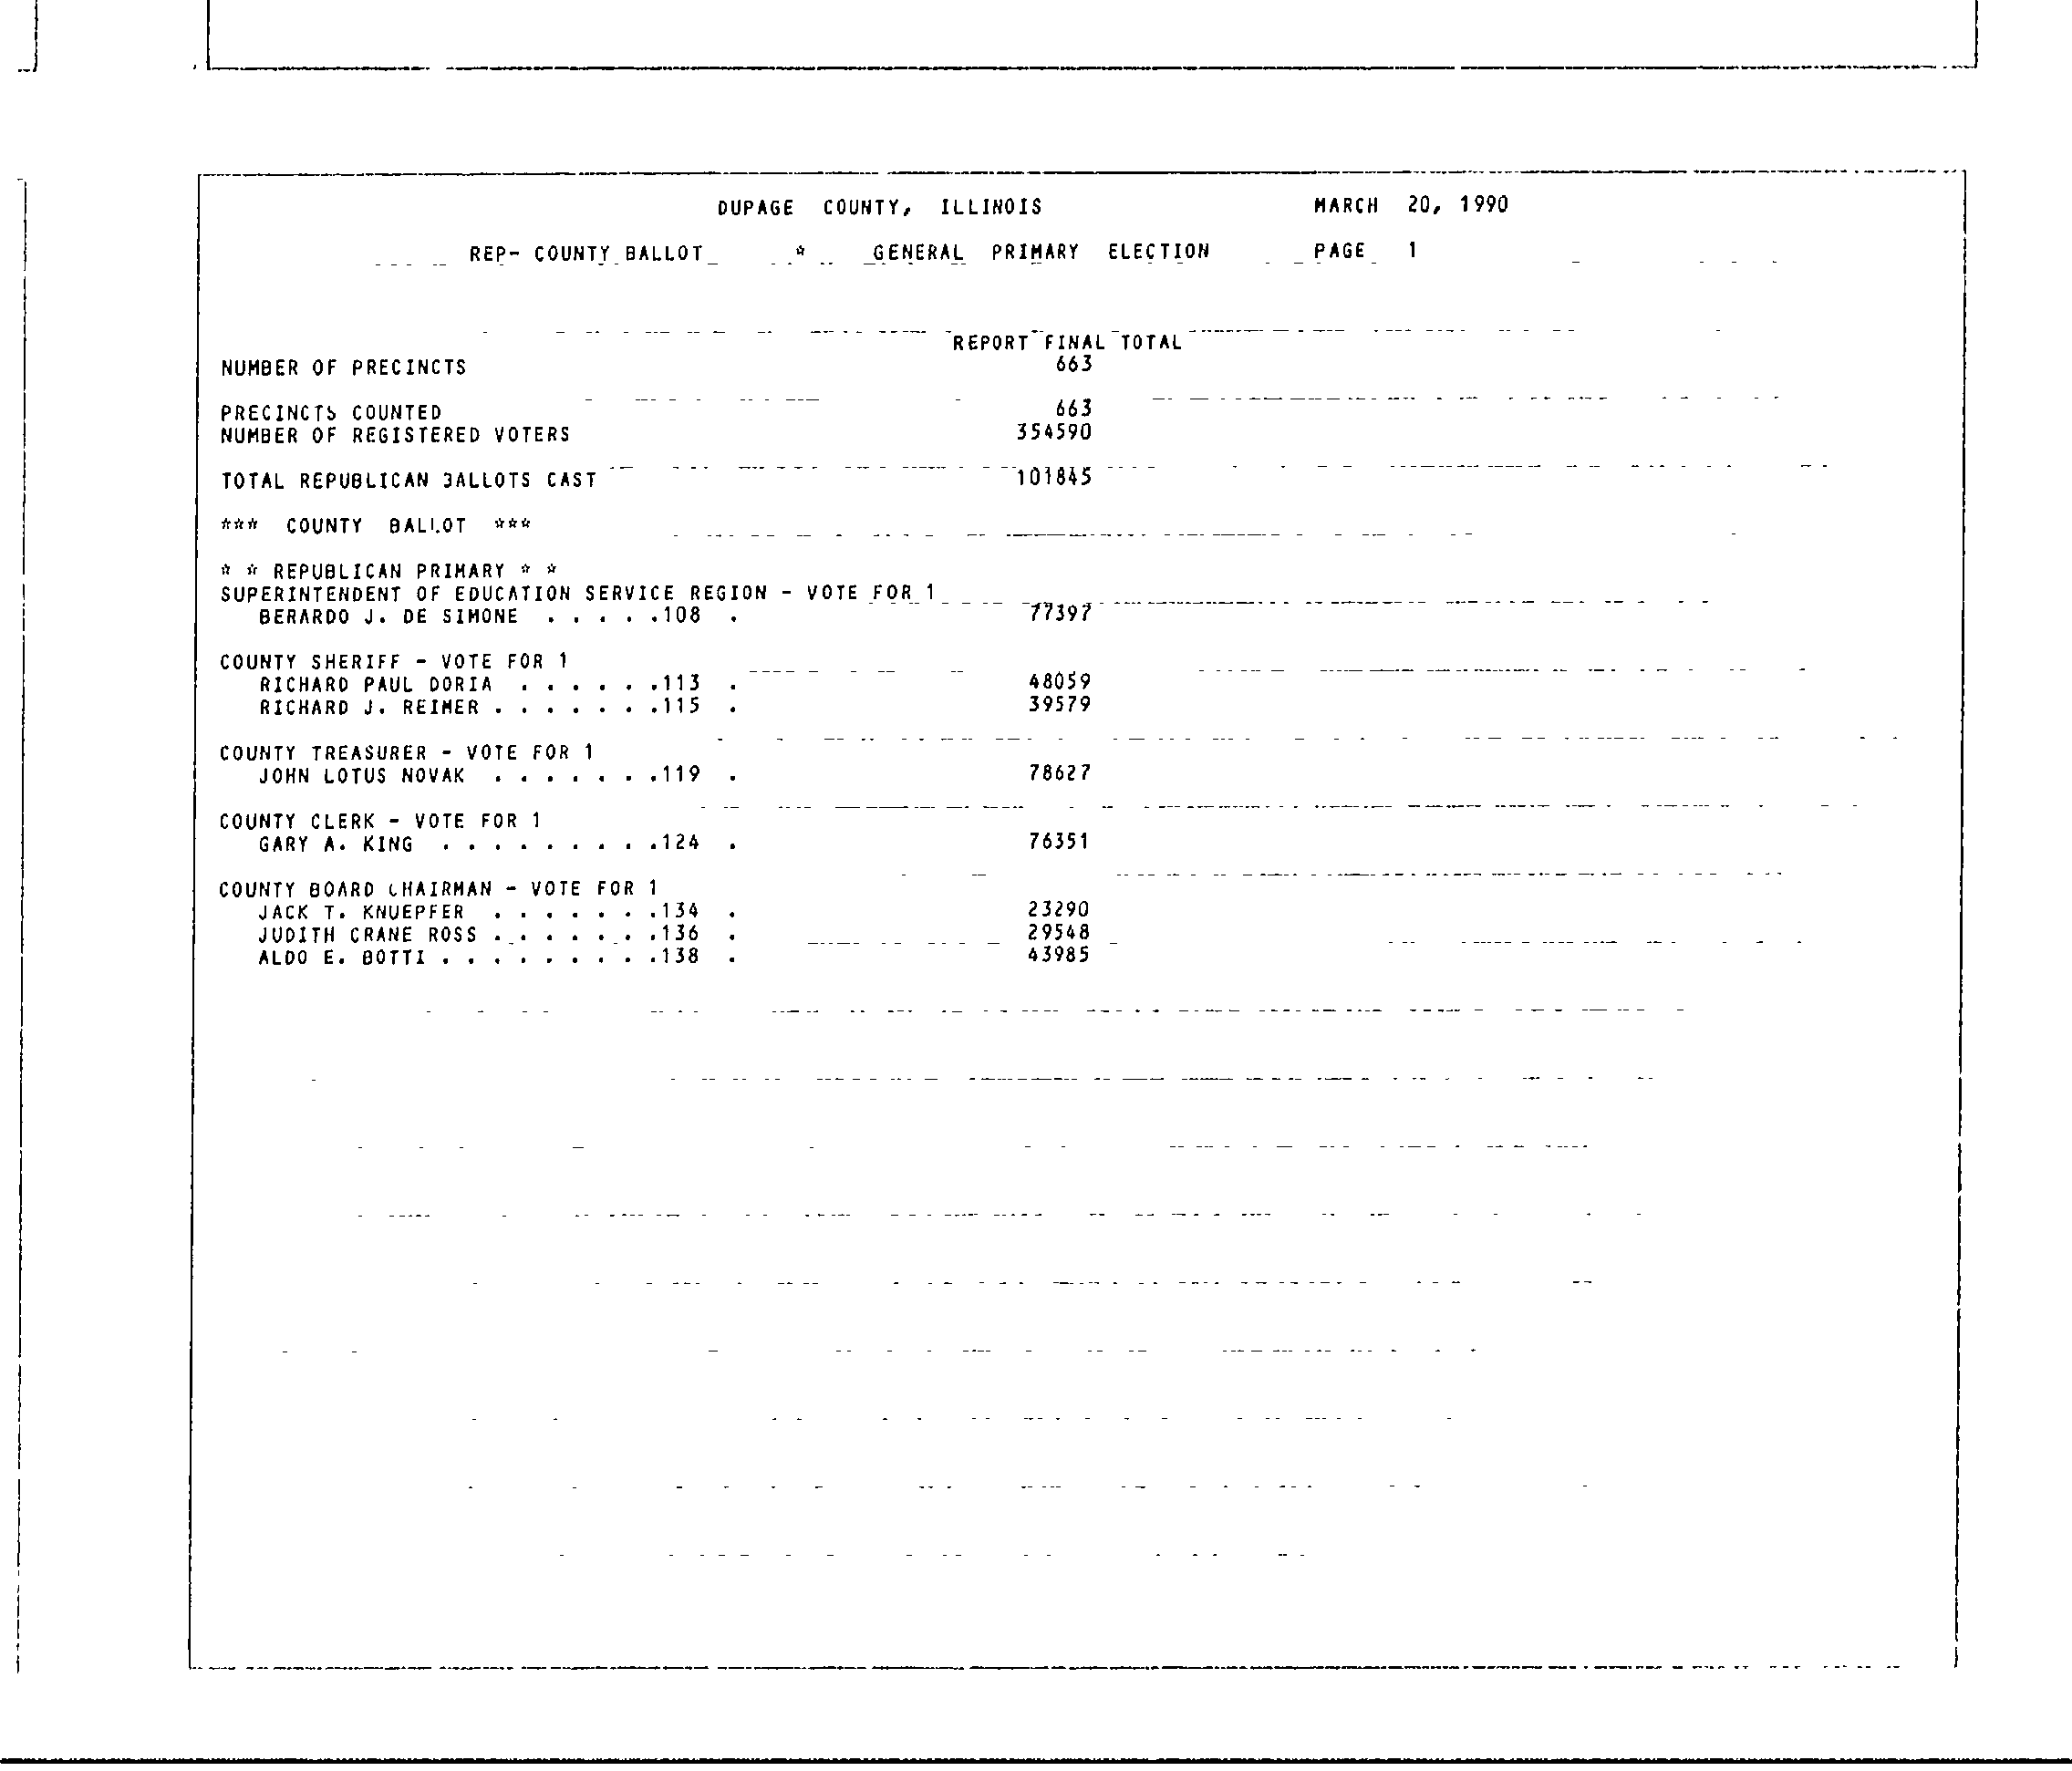 DUPAGE COUNTY, ILLINOIS MARCH 20, 1990
REP- COUNTY BALLOT * GENERAL PRIMARY ELECTION PAGE 1
REPORT FINAL TOTAL
NUMBER OF PRECINCTS 663
PRECINCTS COUNTED 663
NUMBER OF REGISTERED VOTERS 354590
TOTAL REPUBLICAN BALLOTS CAST 101845
*** COUNTY BALLOT ***
* * REPUBLICAN PRIMARY * *
SUPERINTENDENT OF EDUCATION SERVICE REGION - VOTE FOR 1
BERARDO J. DE SIMONE . . . . .108 . 77397
COUNTY SHERIFF - VOTE FOR 1
RICHARD PAUL DORIA . . . . . .113 . 48059
RICHARD J. REIMER . . . . . . .115 . 39579
COUNTY TREASURER - VOTE FOR 1
JOHN LOTUS NOVAK . . . . . . .119 . 78627
COUNTY CLERK - VOTE FOR 1
GARY A. KING . . . . . . . . .124 . 76351
COUNTY BOARD CHAIRMAN - VOTE FOR 1
JACK T. KNUEPFER . . . . . . .134 . 23290
JUDITH CRANE ROSS . . . . . . .136 . 29548
ALDO E. BOTTI . . . . . . . . .138 . 43985